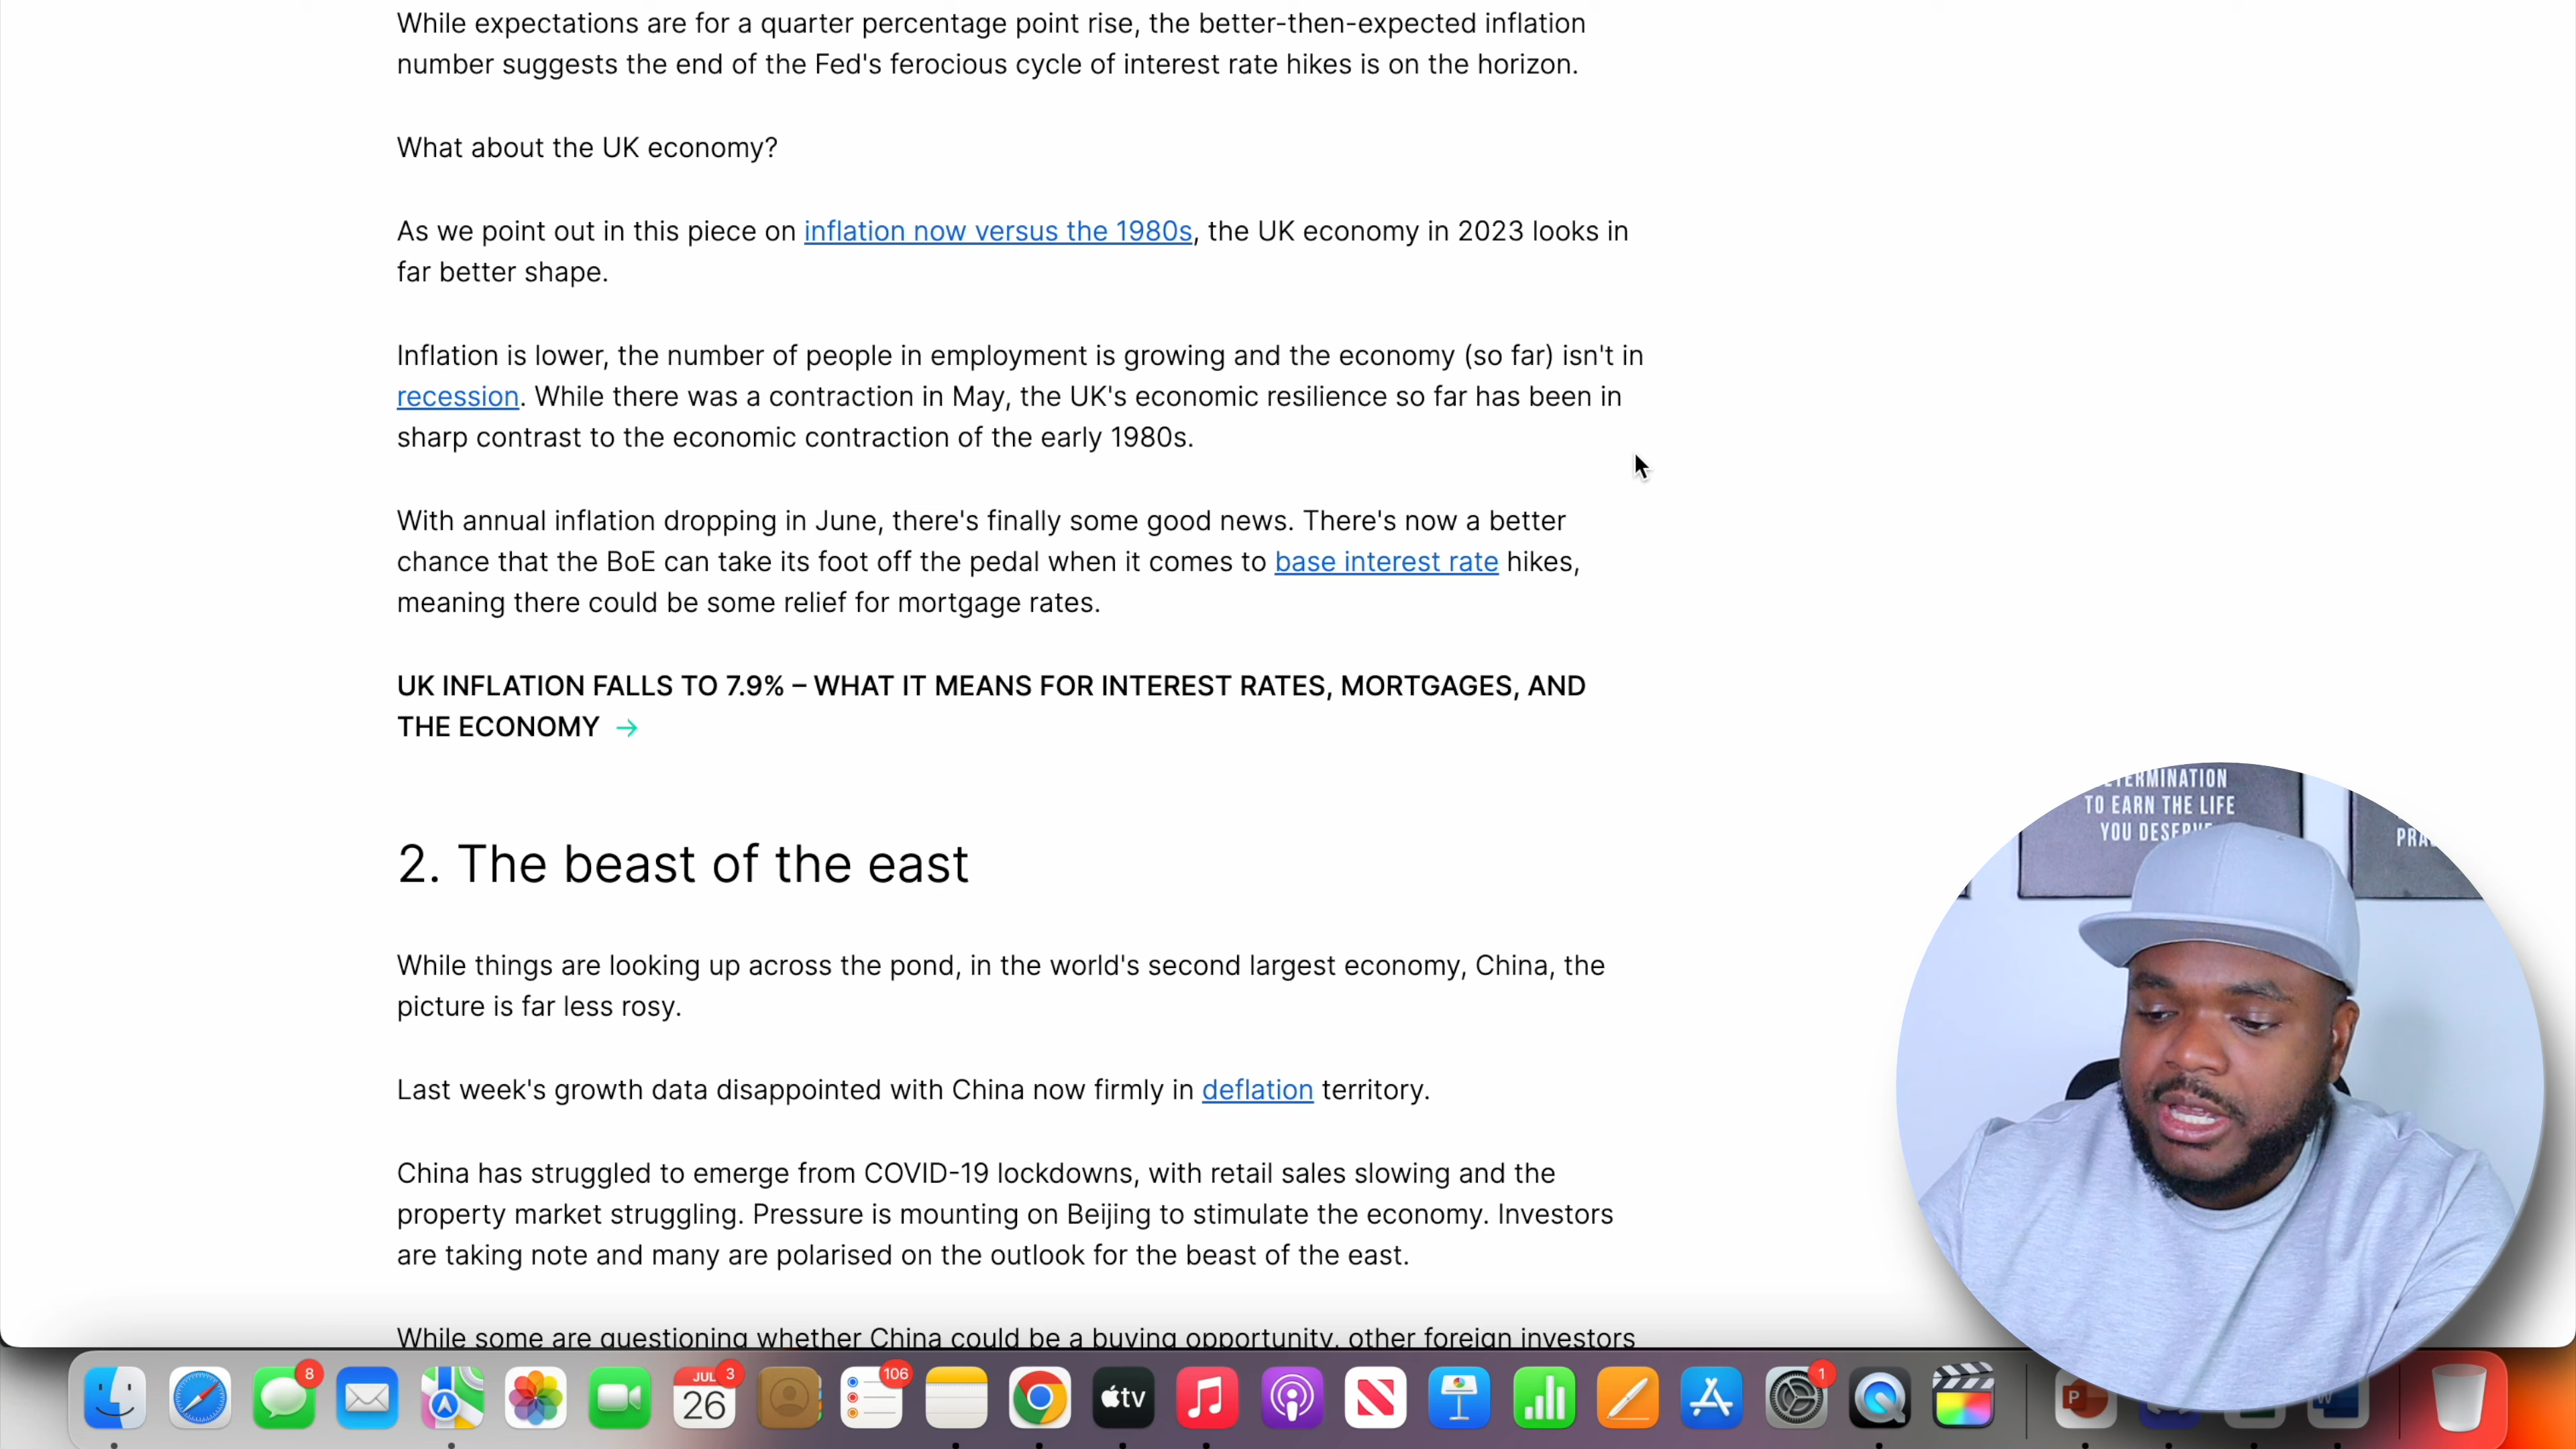 While expectations are for a quarter percentage point rise, the better-then-expected inflation
number suggests the end of the Fed's ferocious cycle of interest rate hikes is on the horizon.
What about the UK economy?
As we point out in this piece on inflation now versus the 1980s, the UK economy in 2023 looks in
far better shape.
Inflation is lower, the number of people in employment is growing and the economy (so far) isn't in
recession. While there was a contraction in May, the UK's economic resilience so far has been in
sharp contrast to the economic contraction of the early 1980s.
With annual inflation dropping in June, there's finally some good news. There's now a better
chance that the BoE can take its foot off the pedal when it comes to base interest rate hikes,
meaning there could be some relief for mortgage rates.
UK INFLATION FALLS TO 7.9% – WHAT IT MEANS FOR INTEREST RATES, MORTGAGES, AND
THE ECONOMY →
2. The beast of the east
While things are looking up across the pond, in the world's second largest economy, China, the
picture is far less rosy.
Last week's growth data disappointed with China now firmly in deflation territory.
China has struggled to emerge from COVID-19 lockdowns, with retail sales slowing and the
property market struggling. Pressure is mounting on Beijing to stimulate the economy. Investors
are taking note and many are polarised on the outlook for the beast of the east.
While some are questioning whether China could be a buying opportunity, other foreign investors
TO EARN THE LIFE
YOU
8
JUL
3
26
106
tv
1
P
W